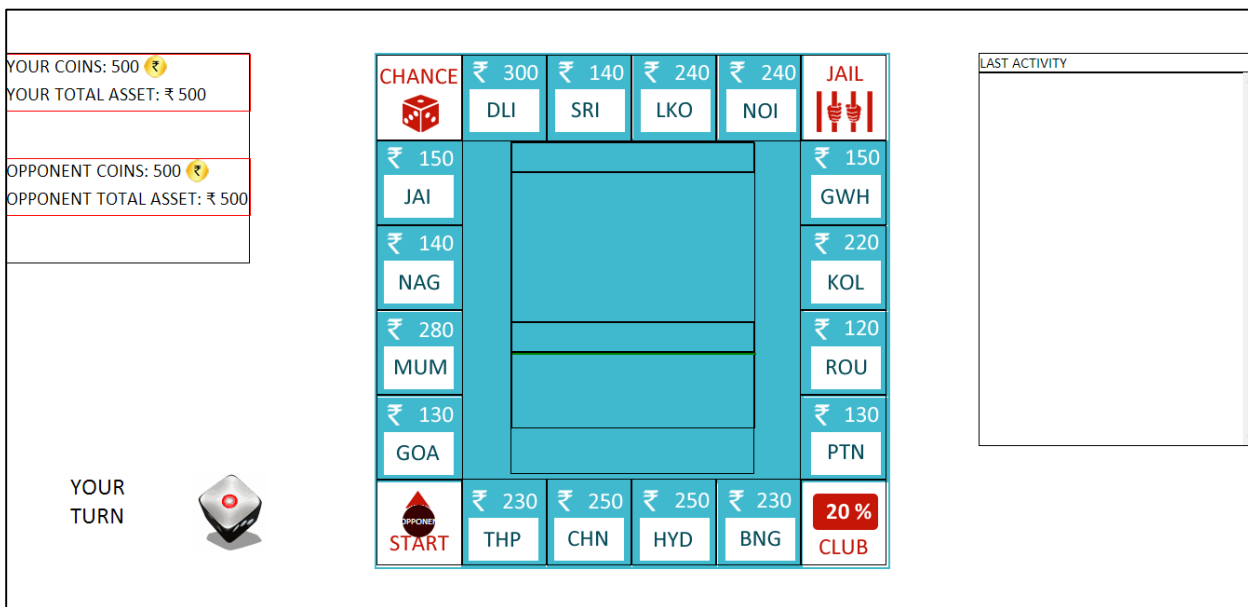 YOUR COINS: 500 ₹
YOUR TOTAL ASSET: ₹ 500
OPPONENT COINS: 500 ₹
OPPONENT TOTAL ASSET: ₹ 500
YOUR
TURN
CHANCE
₹ 300
DLI
₹ 140
SRI
₹ 240
LKO
₹ 240
NOI
JAIL
₹ 150
JAI
₹ 150
GWH
₹ 140
NAG
₹ 220
KOL
₹ 280
MUM
₹ 120
ROU
₹ 130
GOA
₹ 130
PTN
OPPONEN
START
₹ 230
THP
₹ 250
CHN
₹ 250
HYD
₹ 230
BNG
20 %
CLUB
LAST ACTIVITY